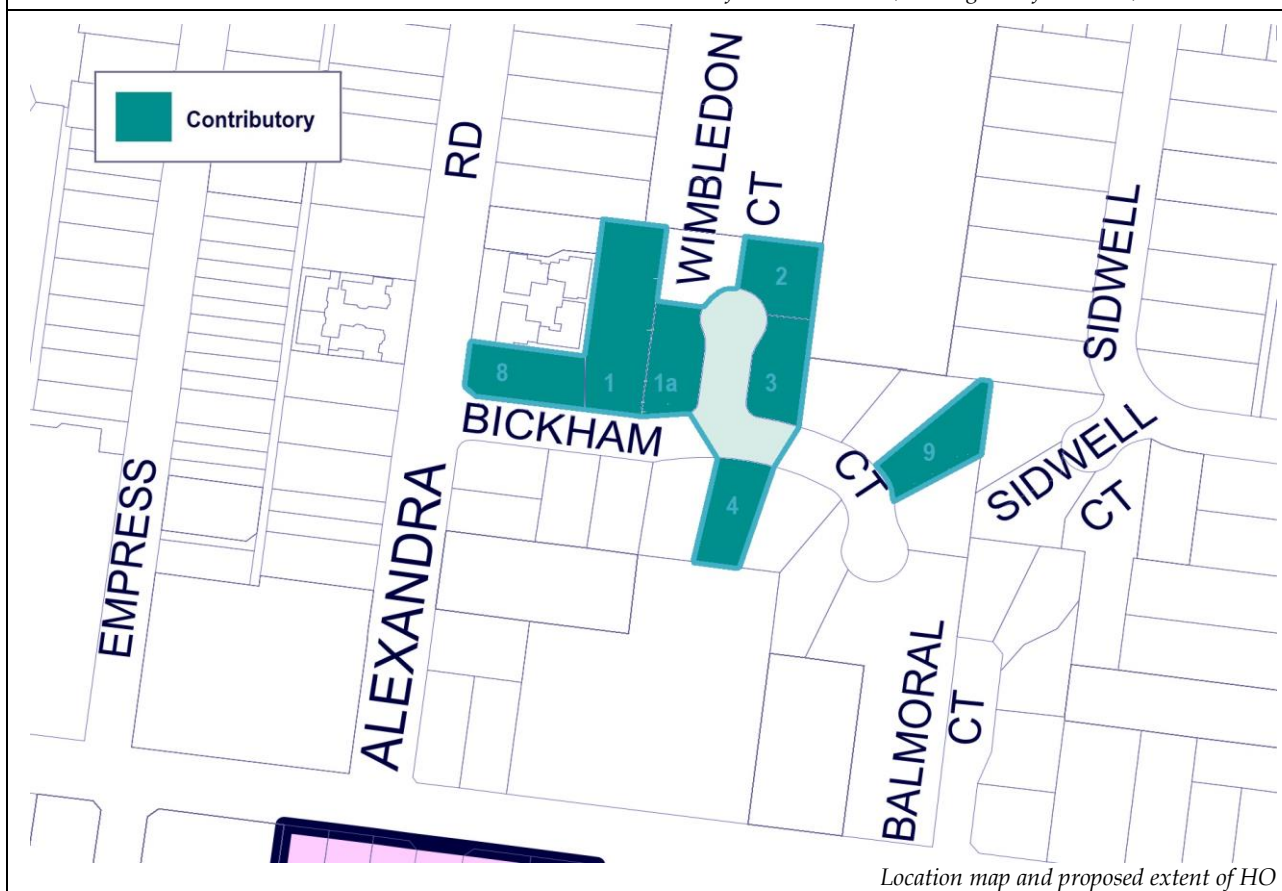 Contributory
RD
WIMBLEDON
CT
SIDWELL
2
8
1
1a
3
BICKHAM
CT
9
SIDWELL
CT
4
EMPRESS
ALEXANDRA
BALMORAL
CT
Location map and proposed extent of HO